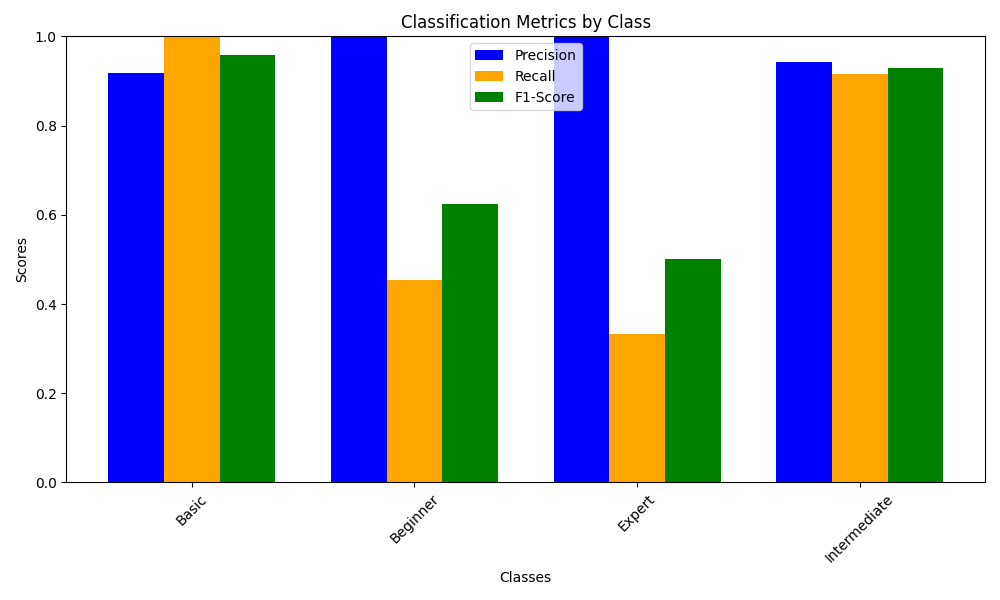 Classification Metrics by Class
Precision
Recall
F1-Score
Scores
1.0
0.8
0.6
0.4
0.2
0.0
Basic
Beginner
Expert
Intermediate
Classes